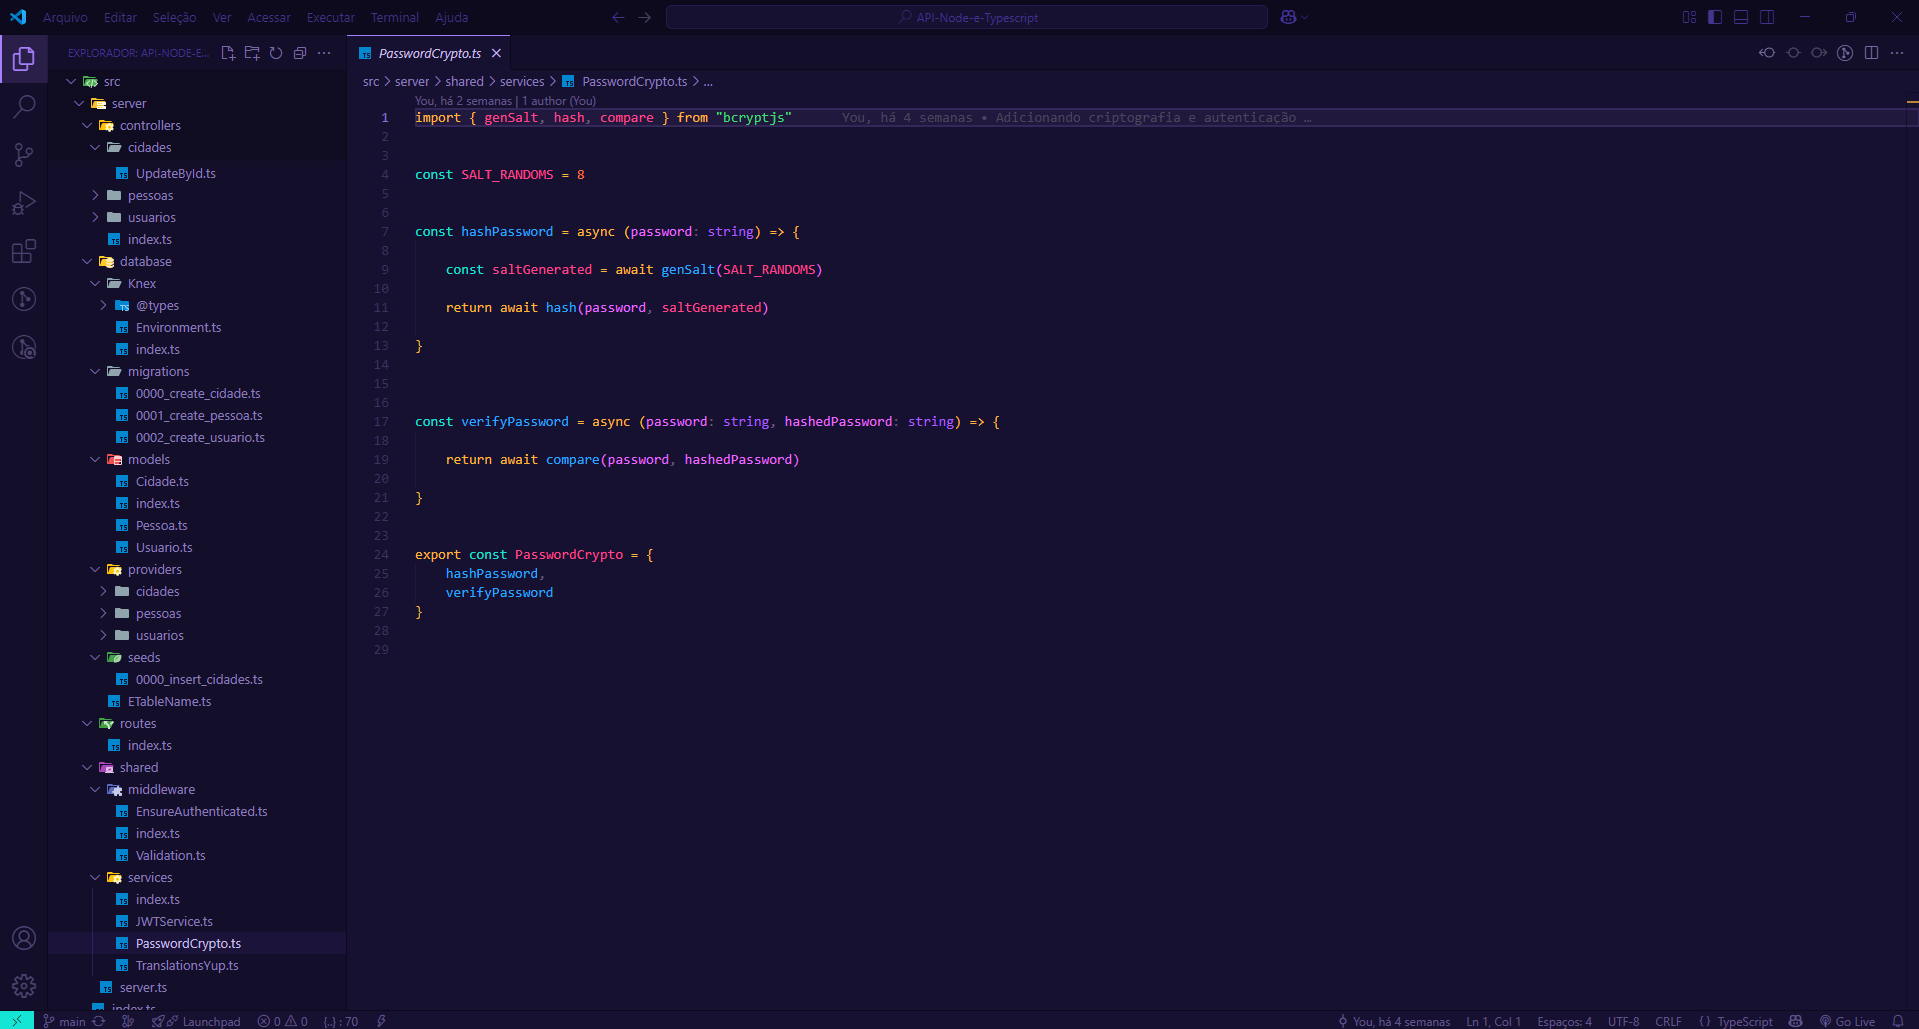 Arquivo Editar Seleção Ver Acessar Executar Terminal Ajuda
API-Node-e-Typescript
EXPLORADOR: API-NODE-E...
src
server
controllers
cidades
UpdateById.ts
pessoas
usuarios
index.ts
database
Knex
@types
Environment.ts
index.ts
migrations
0000_create_cidade.ts
0001_create_pessoa.ts
0002_create_usuario.ts
models
Cidade.ts
index.ts
Pessoa.ts
Usuario.ts
providers
cidades
pessoas
usuarios
seeds
0000_insert_cidades.ts
ETableName.ts
routes
index.ts
shared
middleware
EnsureAuthenticated.ts
index.ts
Validation.ts
services
index.ts
JWTService.ts
PasswordCrypto.ts
TranslationsYup.ts
server.ts
index.ts
PasswordCrypto.ts
src > server > shared > services > PasswordCrypto.ts > ...
You, há 2 semanas | 1 author (You)
1 import { genSalt, hash, compare } from "bcryptjs" You, há 4 semanas • Adicionando criptografia e autenticação …
2
3
4 const SALT_RANDOMS = 8
5
6
7 const hashPassword = async (password: string) => {
8
9 const saltGenerated = await genSalt(SALT_RANDOMS)
10
11 return await hash(password, saltGenerated)
12
13 }
14
15
16
17 const verifyPassword = async (password: string, hashedPassword: string) => {
18
19 return await compare(password, hashedPassword)
20
21 }
22
23
24 export const PasswordCrypto = {
25 hashPassword,
26 verifyPassword
27 }
28
29
main Launchpad 0 0 {..} : 70 You, há 4 semanas Ln 1, Col 1 Espaços: 4 UTF-8 CRLF {} TypeScript Go Live